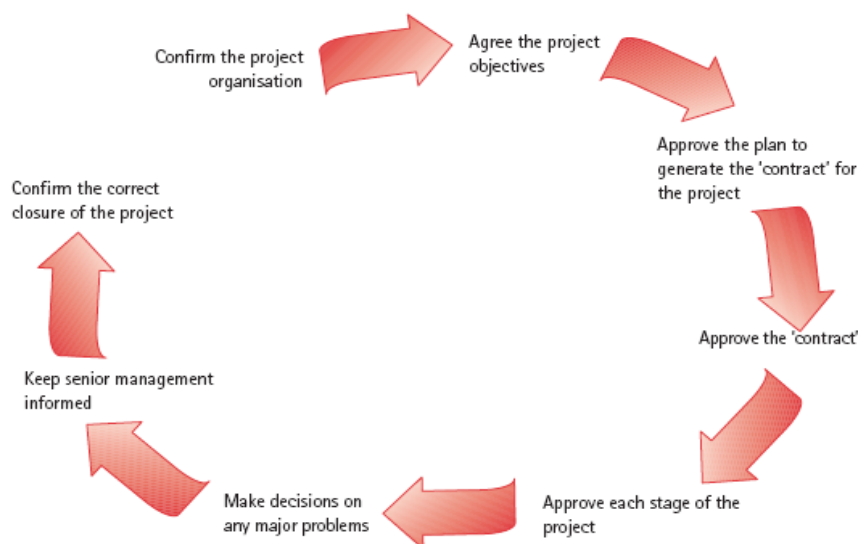 Confirm the project
organisation
Agree the project
objectives
Approve the plan to
generate the 'contract' for
the project
Approve the 'contract'
Approve each stage of the
project
Make decisions on
any major problems
Keep senior management
informed
Confirm the correct
closure of the project